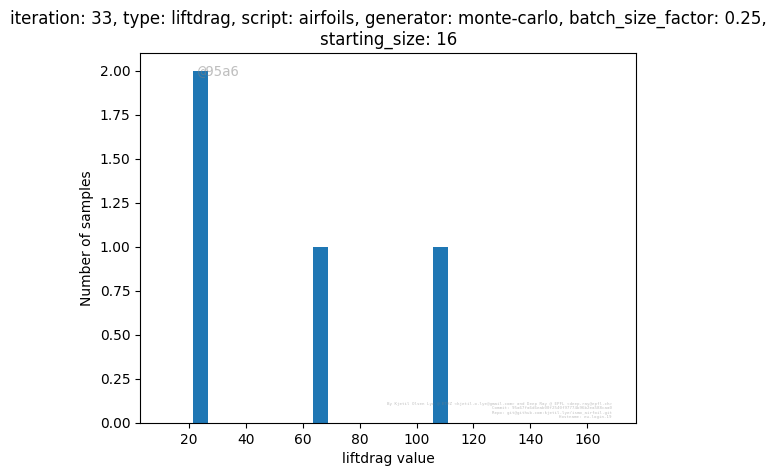 iteration: 33, type: liftdrag, script: airfoils, generator: monte-carlo, batch_size_factor: 0.25,
starting_size: 16
@95a6
2.00
1.75
1.50
1.25
1.00
0.75
0.50
0.25
0.00
Number of samples
20 40 60 80 100 120 140 160
liftdrag value